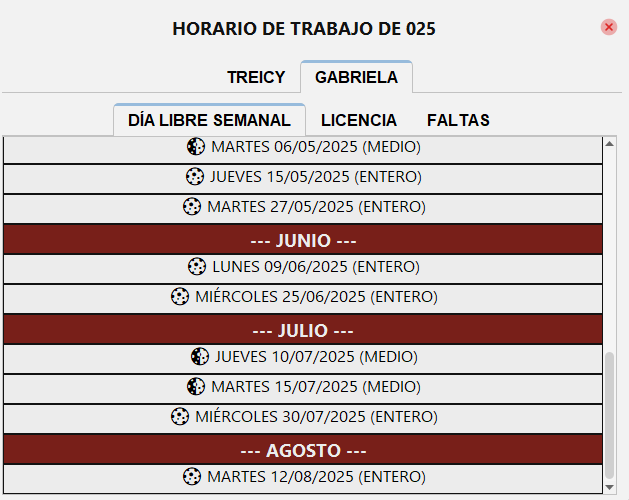 HORARIO DE TRABAJO DE 025
TREICY GABRIELA
DÍA LIBRE SEMANAL LICENCIA FALTAS
MARTES 06/05/2025 (MEDIO)
JUEVES 15/05/2025 (ENTERO)
MARTES 27/05/2025 (ENTERO)
--- JUNIO ---
LUNES 09/06/2025 (ENTERO)
MIÉRCOLES 25/06/2025 (ENTERO)
--- JULIO ---
JUEVES 10/07/2025 (MEDIO)
MARTES 15/07/2025 (MEDIO)
MIÉRCOLES 30/07/2025 (ENTERO)
--- AGOSTO ---
MARTES 12/08/2025 (ENTERO)